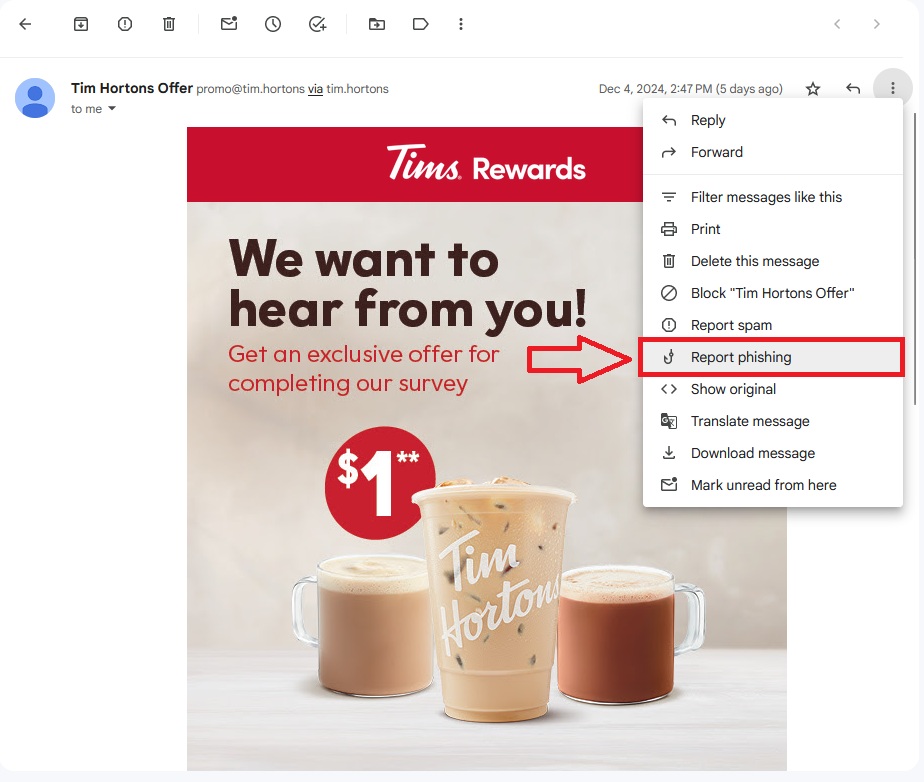 Tim Hortons Offer promo@tim.hortons via tim.hortons
Dec 4, 2024, 2:47 PM (5 days ago)
to me
Reply
Forward
Filter messages like this
Print
Delete this message
Block "Tim Hortons Offer"
Report spam
Report phishing
Show original
Translate message
Download message
Mark unread from here
Tims. Rewards
We want to
hear from you!
Get an exclusive offer for
completing our survey
$1**
Tim
Hortons